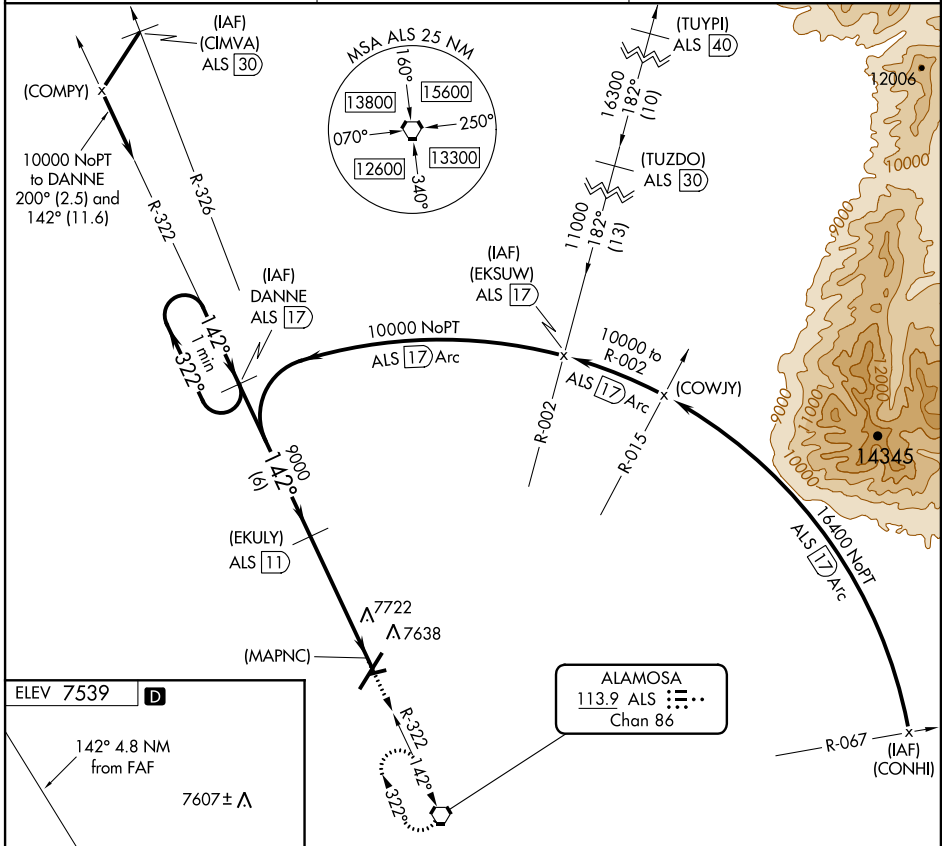 (IAF)
(CIMVA)
ALS 30
(COMPY)
10000 NoPT
to DANNE
200° (2.5) and
142° (11.6)
R-322
R-326
MSA ALS 25 NM
160°
13800
15600
070°
250°
12600
13300
340°
(TUYPI)
ALS 40
16300
182°
(10)
(TUZDO)
ALS 30
11000
182°
(13)
12006
10000
9000
(IAF)
DANNE
ALS 17
142°
1 min
322°
(IAF)
(EKSUW)
ALS 17
10000 NoPT
ALS 17 Arc
10000 to
R-002
ALS 17 Arc
(COWJY)
R-002
R-015
12000
11000
9000
10000
14345
9000
142°
(6)
16400 NoPT
ALS 17 Arc
(EKULY)
ALS 11
7722
7638
(MAPNC)
ALAMOSA
113.9 ALS
Chan 86
R-322
142°
322°
R-067
(IAF)
(CONHI)
ELEV 7539 D
142° 4.8 NM
from FAF
7607±